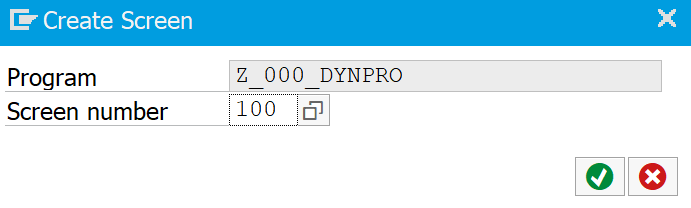 Create Screen
Program Z_000_DYNPRO
Screen number 100